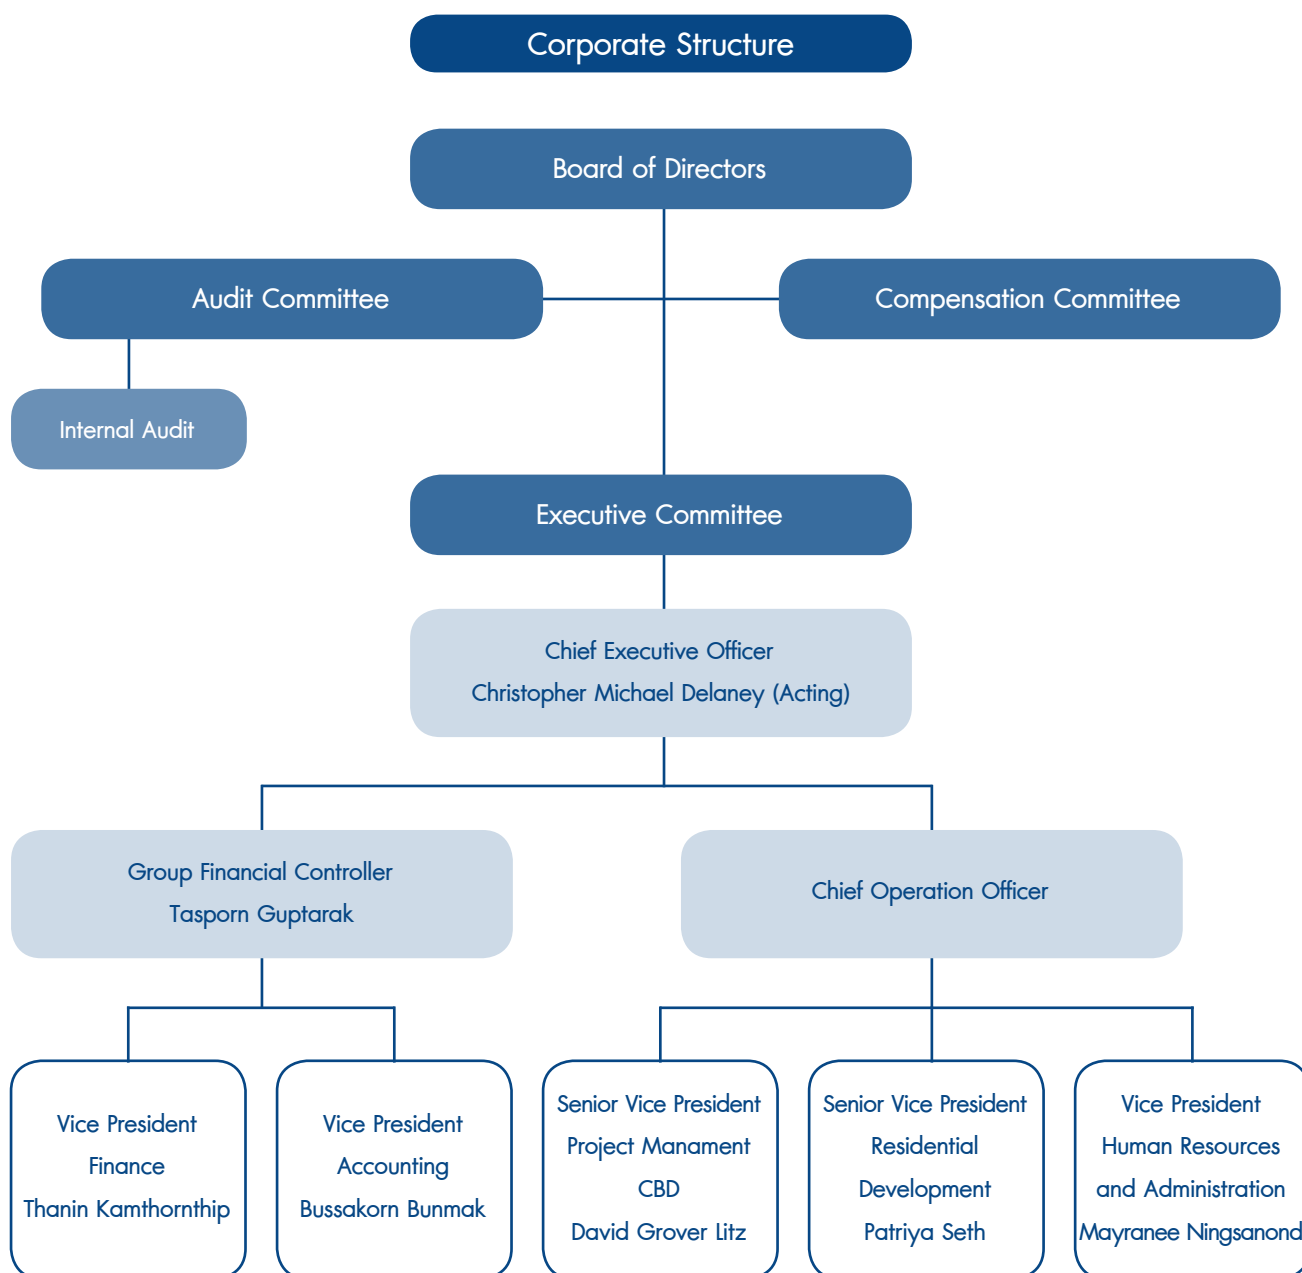 Corporate Structure
Board of Directors
Audit Committee
Compensation Committee
Internal Audit
Executive Committee
Chief Executive Officer
Christopher Michael Delaney (Acting)
Group Financial Controller
Tasporn Guptarak
Chief Operation Officer
Vice President
Finance
Thanin Kamthornthip
Vice President
Accounting
Bussakorn Bunmak
Senior Vice President
Project Manament
CBD
David Grover Litz
Senior Vice President
Residential
Development
Patriya Seth
Vice President
Human Resources
and Administration
Mayranee Ningsanond